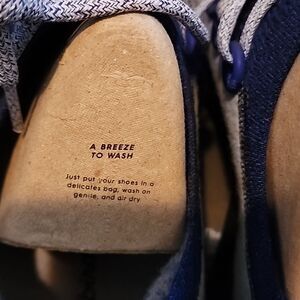 A BREEZE
TO WASH
Just put your shoes in a
delicates bag, wash on
gentle, and air dry